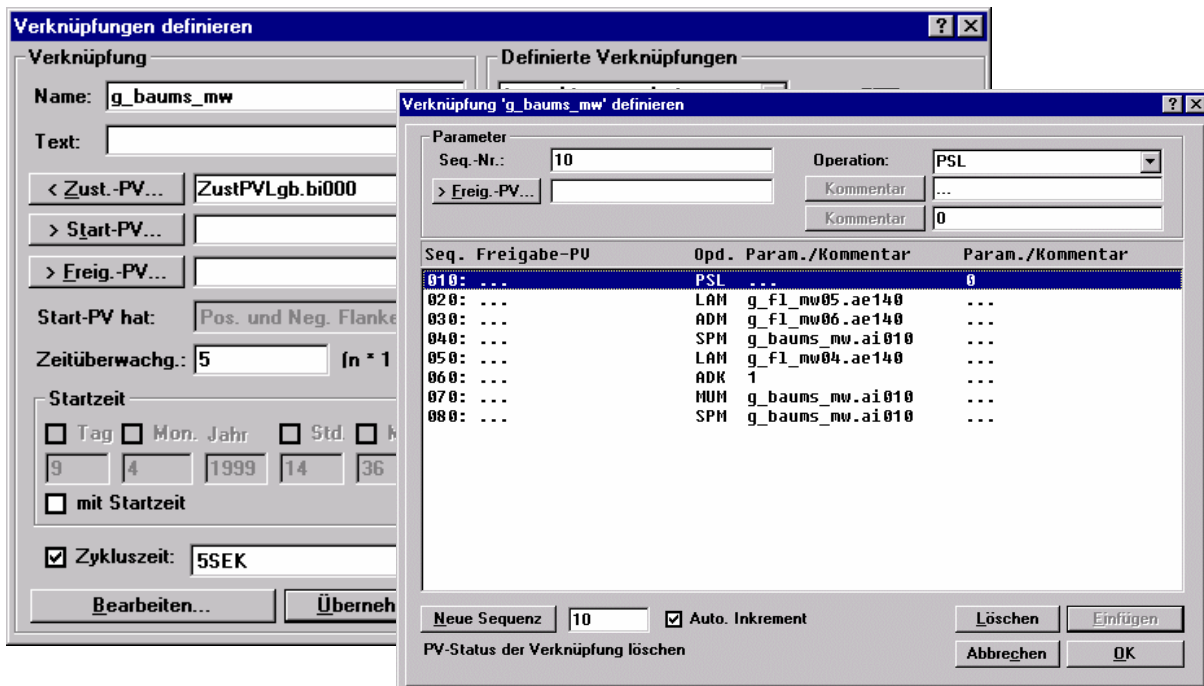 Verknüpfungen definieren
Verknüpfung
Definierte Verknüpfungen
Name: g_baums_mw
Text:
< Zust.-PV... ZustPVLgb.bi000
> Start-PV...
> Freig.-PV...
Start-PV hat: Pos. und Neg. Flanke
Zeitüberwachg.: 5 (n * 1
Startzeit
Tag Mon. Jahr Std.
9 4 1999 14 36
mit Startzeit
Zykluszeit: 5SEK
Bearbeiten... Überneh
Verknüpfung 'g_baums_mw' definieren
Parameter
Seq.-Nr.: 10 Operation: PSL
> Freig.-PV... Kommentar ...
Kommentar 0
Seq. Freigabe-PV Opd. Param./Kommentar Param./Kommentar
010: ... PSL ... 0
020: ... LAM g_fl_mw05.ae140 ...
030: ... ADM g_fl_mw06.ae140 ...
040: ... SPM g_baums_mw.ai010 ...
050: ... LAM g_fl_mw04.ae140 ...
060: ... ADK 1 ...
070: ... MUM g_baums_mw.ai010 ...
080: ... SPM g_baums_mw.ai010 ...
Neue Sequenz 10 Auto. Inkrement Löschen Einfügen
PV-Status der Verknüpfung löschen Abbrechen OK